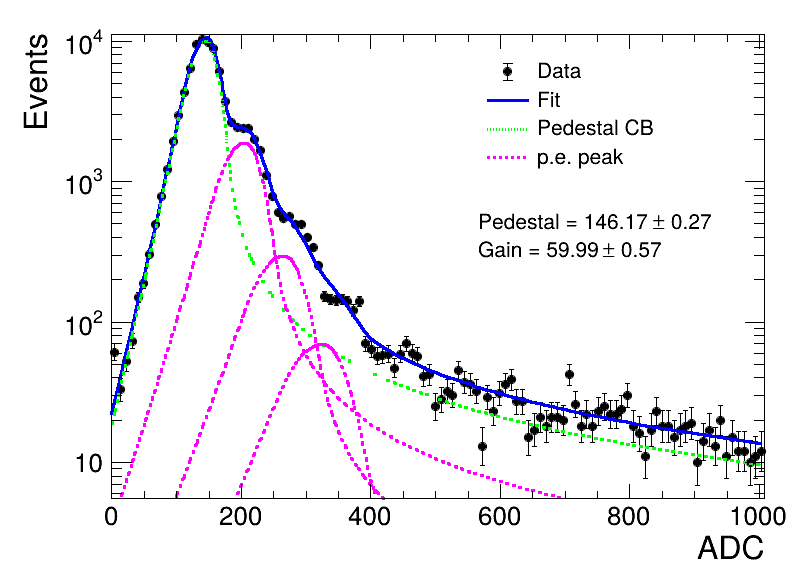 Events
10⁴
10³
10²
10
Data
Fit
Pedestal CB
p.e. peak
Pedestal = 146.17 ± 0.27
Gain = 59.99 ± 0.57
0 200 400 600 800 1000
ADC